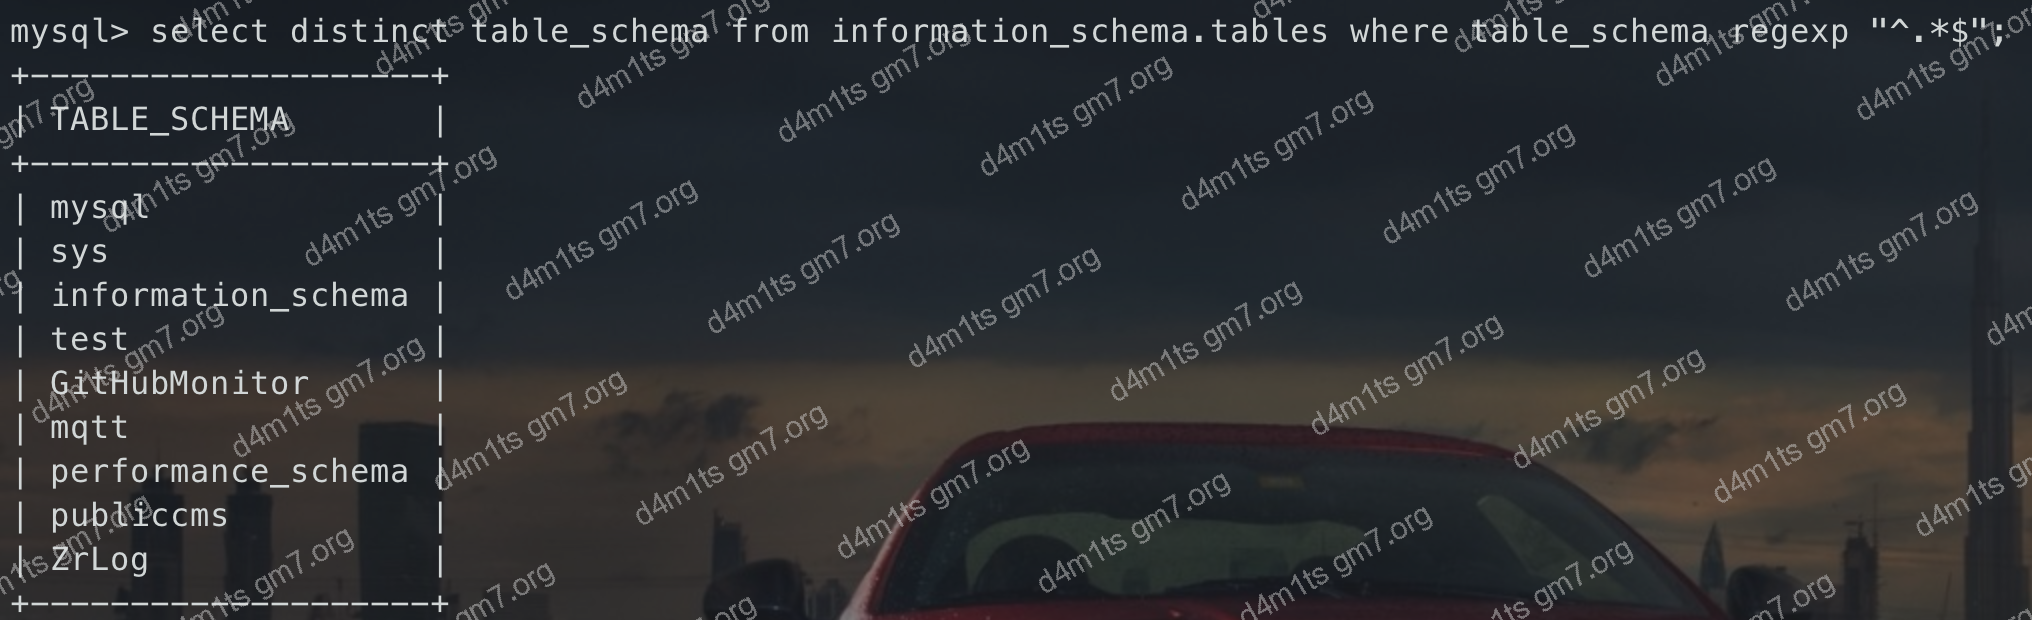 mysql> select distinct table_schema from information_schema.tables where table_schema regexp "^.*$";
+--------------------+
| TABLE_SCHEMA       |
+--------------------+
| mysql              |
| sys                |
| information_schema |
| test               |
| GitHubMonitor      |
| mqtt               |
| performance_schema |
| publiccms          |
| ZrLog              |
+--------------------+
d4m1ts gm7.org